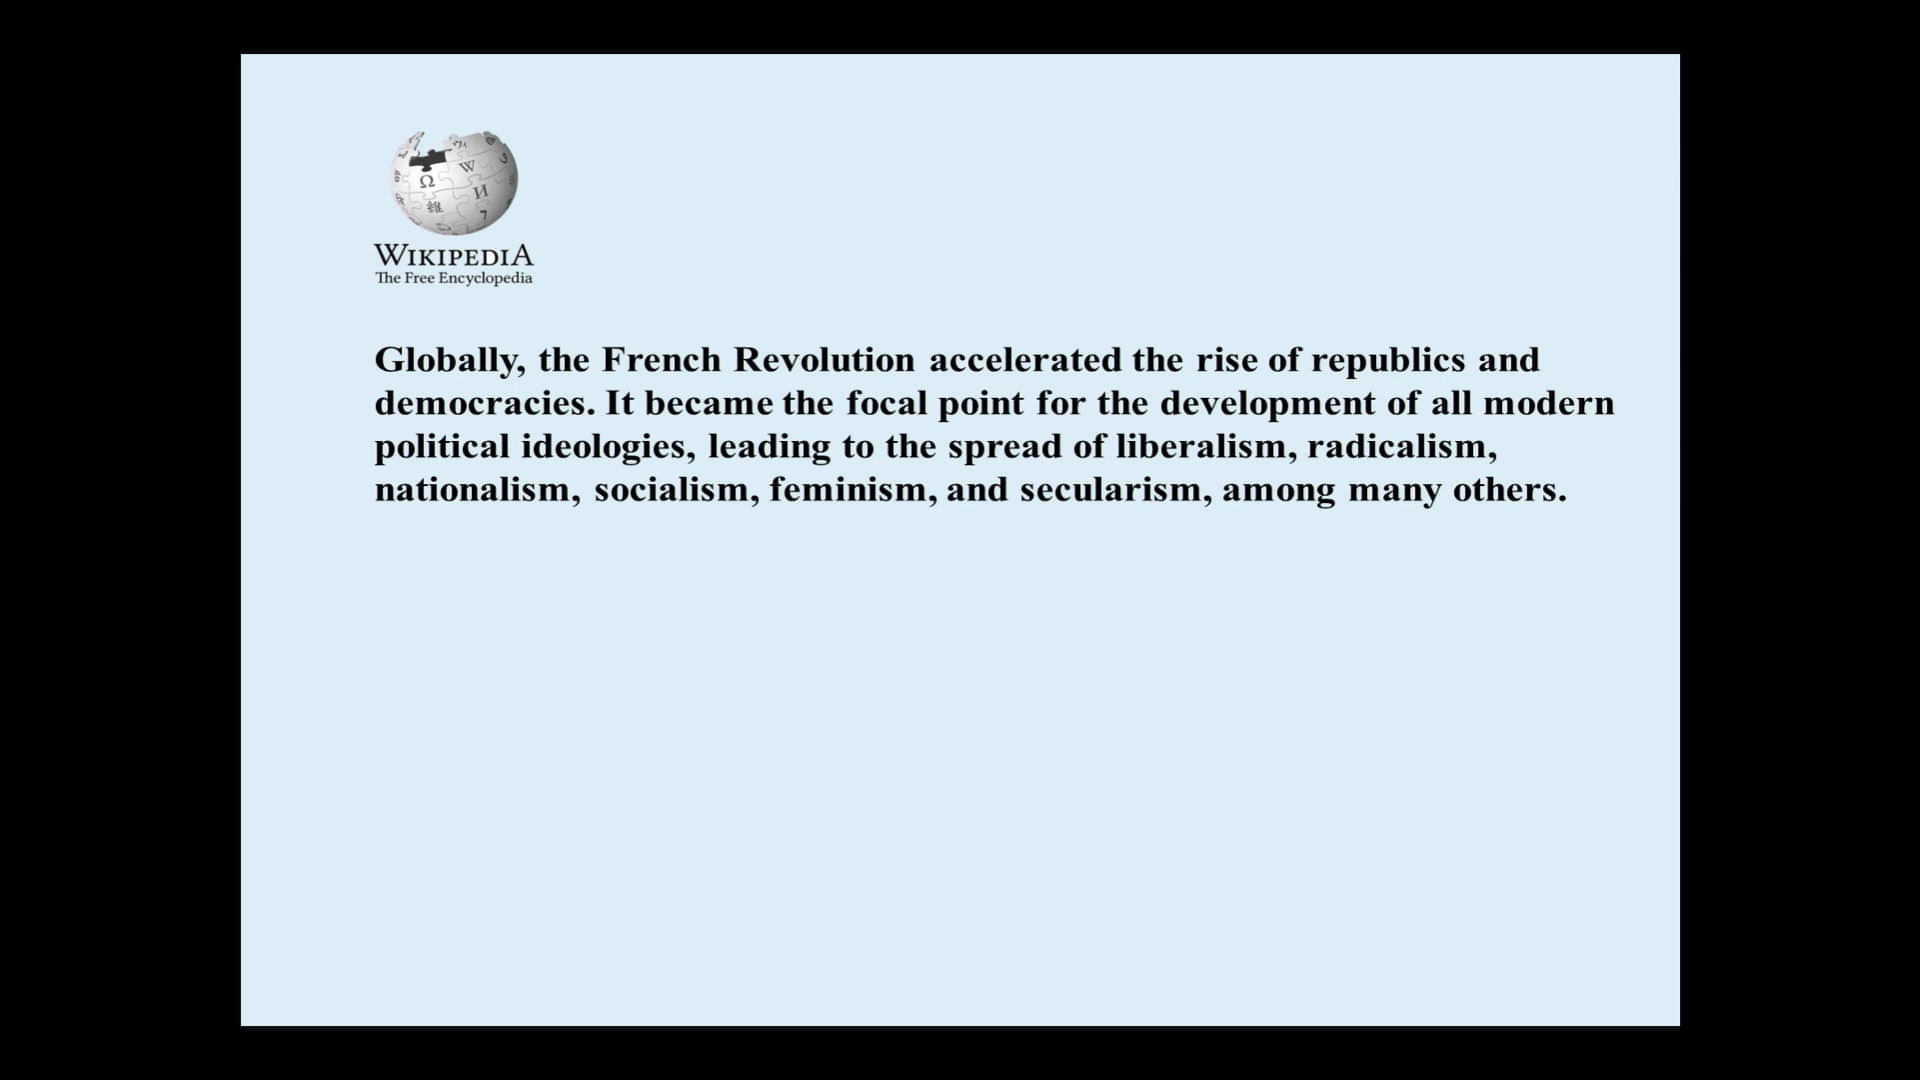 WIKIPEDIA
The Free Encyclopedia
Globally, the French Revolution accelerated the rise of republics and
democracies. It became the focal point for the development of all modern
political ideologies, leading to the spread of liberalism, radicalism,
nationalism, socialism, feminism, and secularism, among many others.